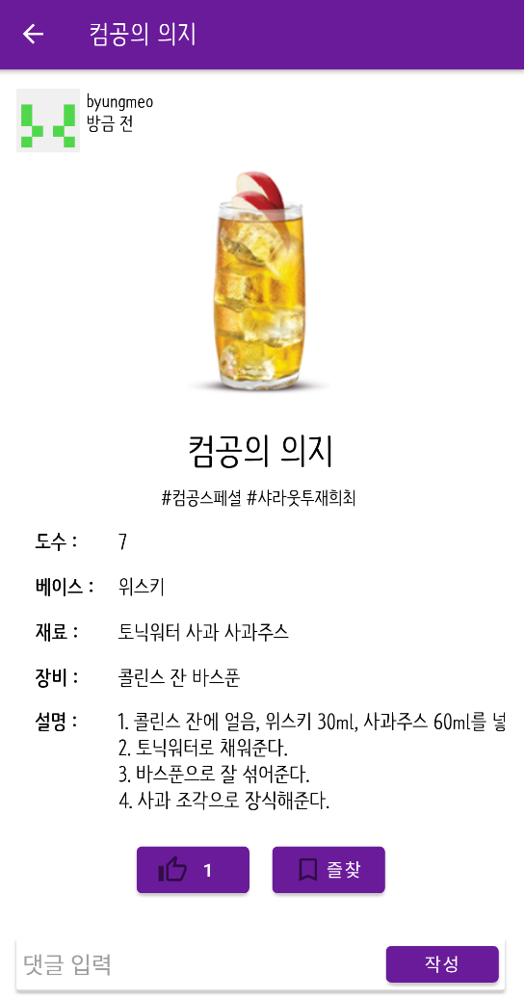 컴공의 의지
byungmeo
방금 전
컴공의 의지
#컴공스페셜 #샤라웃투재희최
도수 : 7
베이스 : 위스키
재료 : 토닉워터 사과 사과주스
장비 : 콜린스 잔 바스푼
설명 : 1. 콜린스 잔에 얼음, 위스키 30ml, 사과주스 60ml를 넣
2. 토닉워터로 채워준다.
3. 바스푼으로 잘 섞어준다.
4. 사과 조각으로 장식해준다.
1 즐찾
댓글 입력 작성